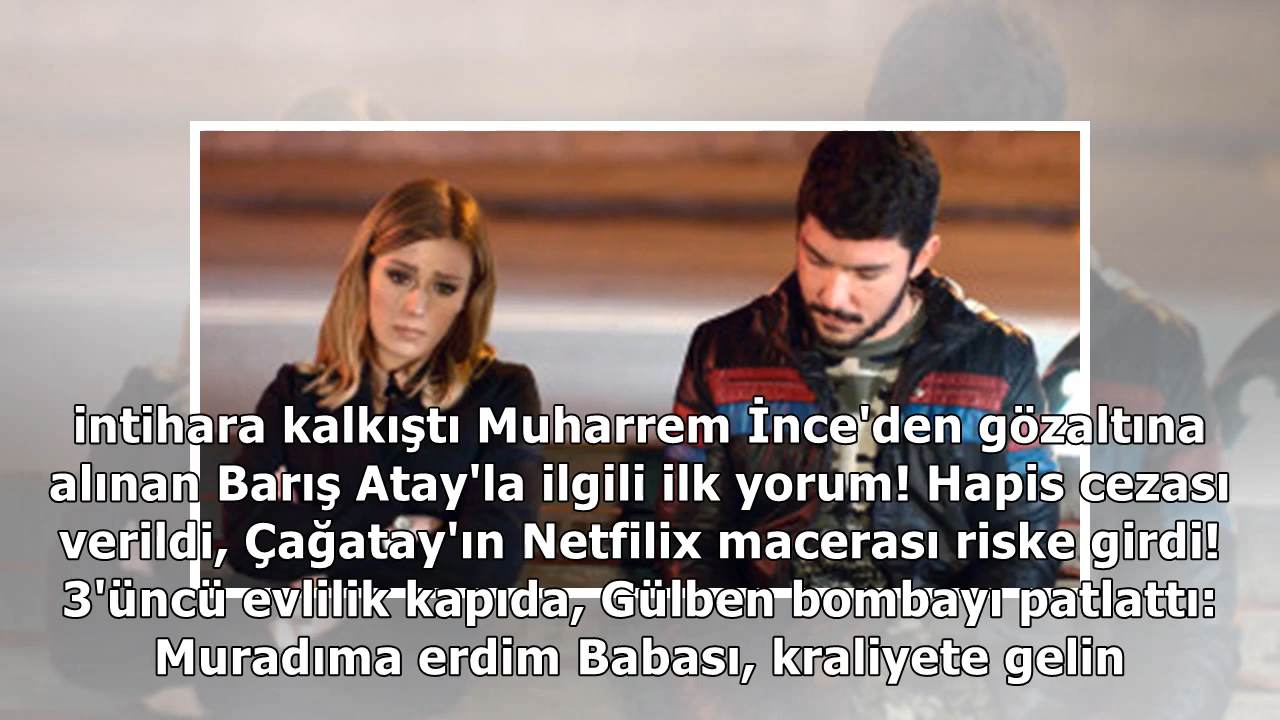 intihara kalkıştı Muharrem İnce'den gözaltına
alınan Barış Atay'la ilgili ilk yorum! Hapis cezası
verildi, Çağatay'ın Netfilix macerası riske girdi!
3'üncü evlilik kapıda, Gülben bombayı patlattı:
Muradıma erdim Babası, kraliyete gelin